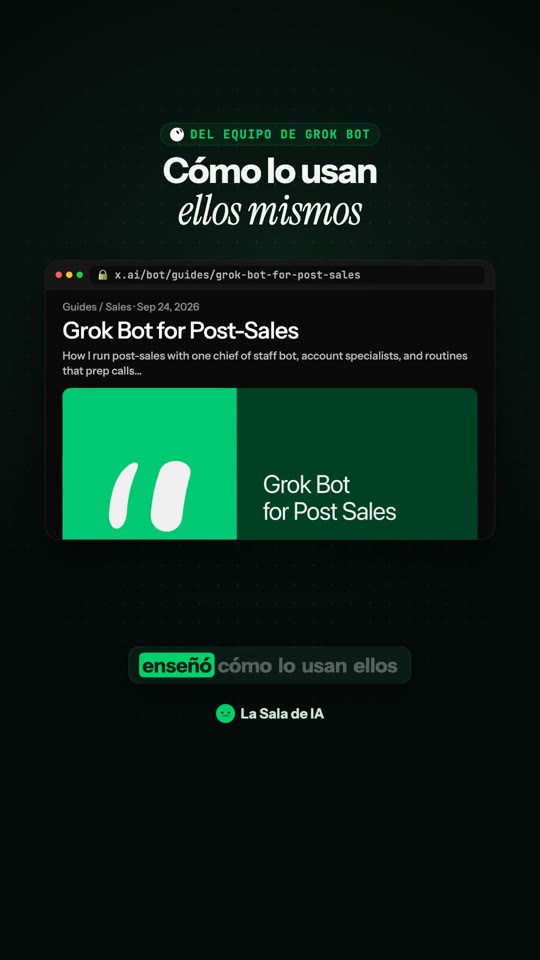 DEL EQUIPO DE GROK BOT
Cómo lo usan
ellos mismos
x.ai/bot/guides/grok-bot-for-post-sales
Guides / Sales · Sep 24, 2026
Grok Bot for Post-Sales
How I run post-sales with one chief of staff bot, account specialists, and routines
that prep calls...
Grok Bot
for Post Sales
enseñó cómo lo usan ellos
La Sala de IA